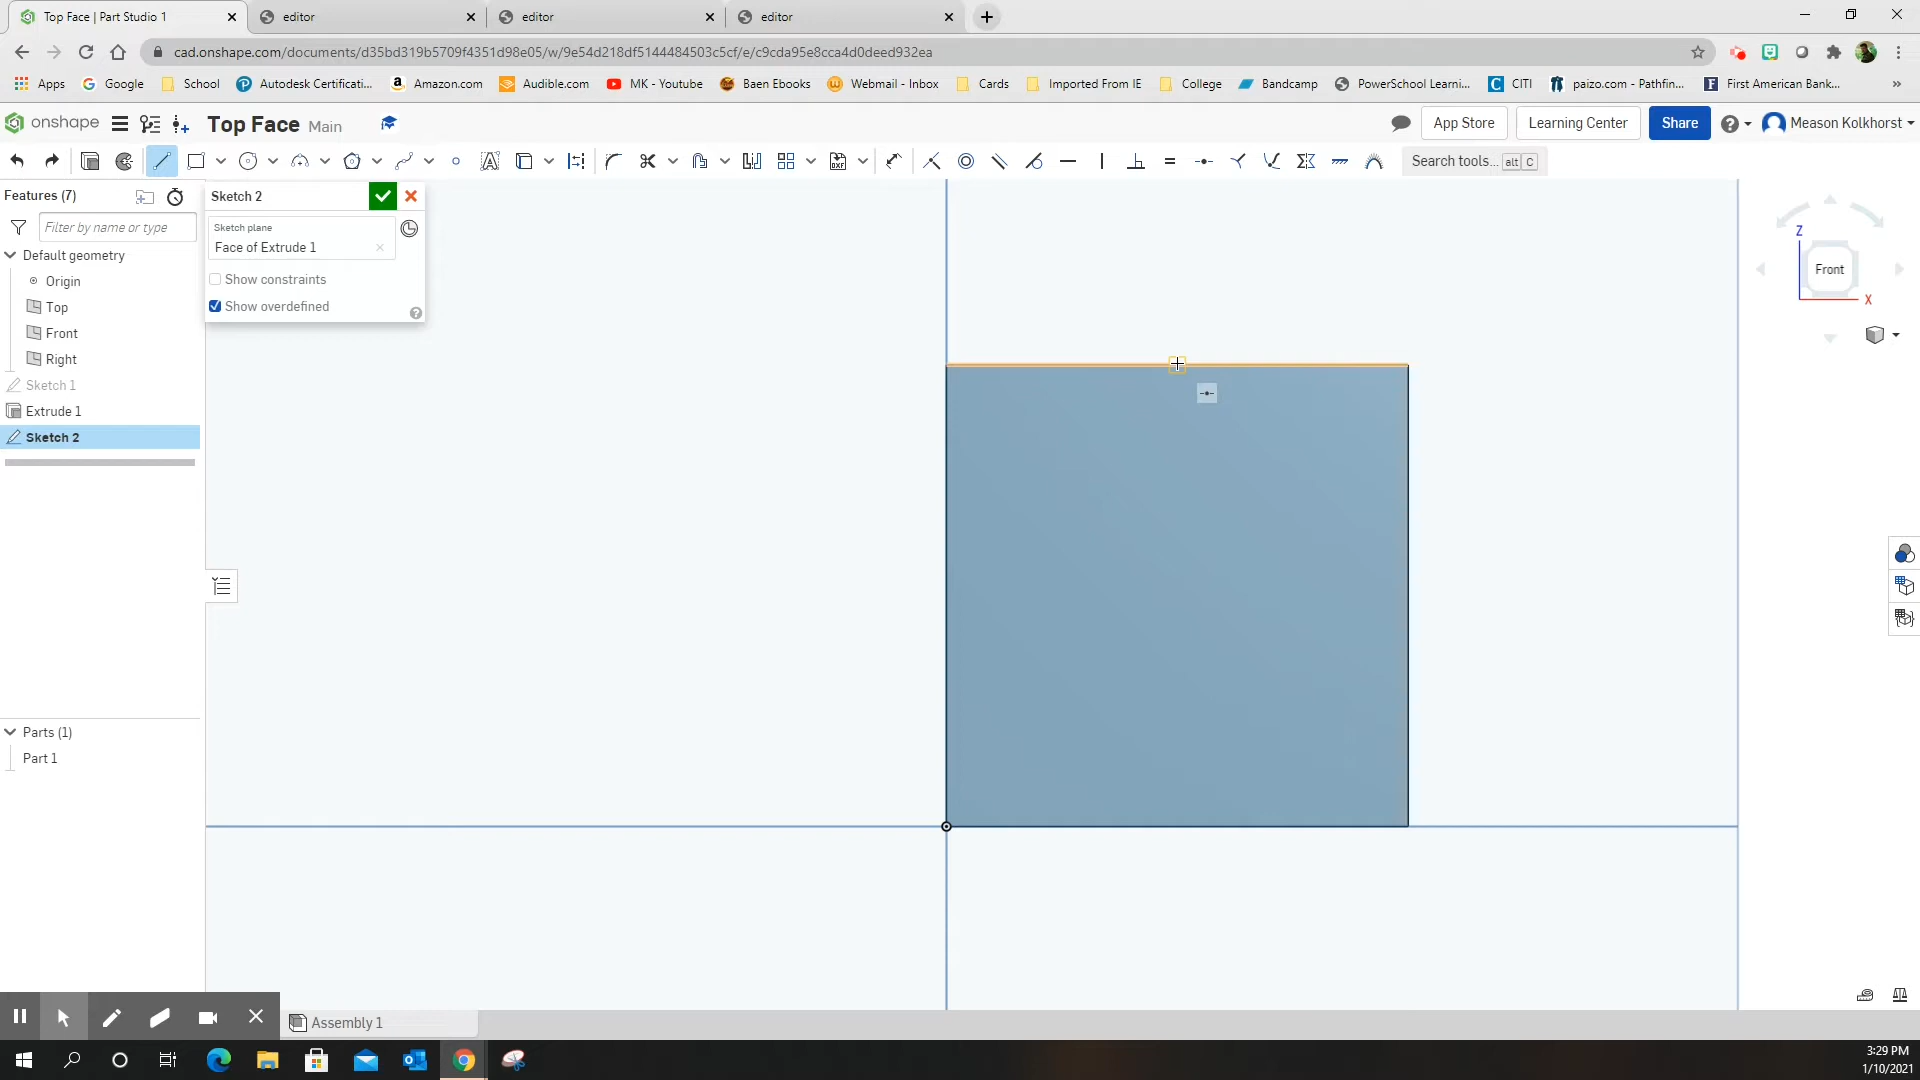 Top Face | Part Studio 1
editor
editor
editor
cad.onshape.com/documents/d35bd319b5709f4351d98e05/w/9e54d218df5144484503c5cf/e/c9cda95e8cca4d0deed932ea
Apps
Google
School
Autodesk Certificati...
Amazon.com
Audible.com
MK - Youtube
Baen Ebooks
Webmail - Inbox
Cards
Imported From IE
College
Bandcamp
PowerSchool Learni...
CITI
paizo.com - Pathfin...
First American Bank...
»
onshape
Top Face Main
App Store
Learning Center
Share
Measson Kolkhorst
Search tools... alt C
Features (7)
Filter by name or type
Default geometry
Origin
Top
Front
Right
Sketch 1
Extrude 1
Sketch 2
Sketch 2
Sketch plane
Face of Extrude 1
Show constraints
Show overdefined
Z
Front
X
Parts (1)
Part 1
Assembly 1
3:29 PM
1/10/2021